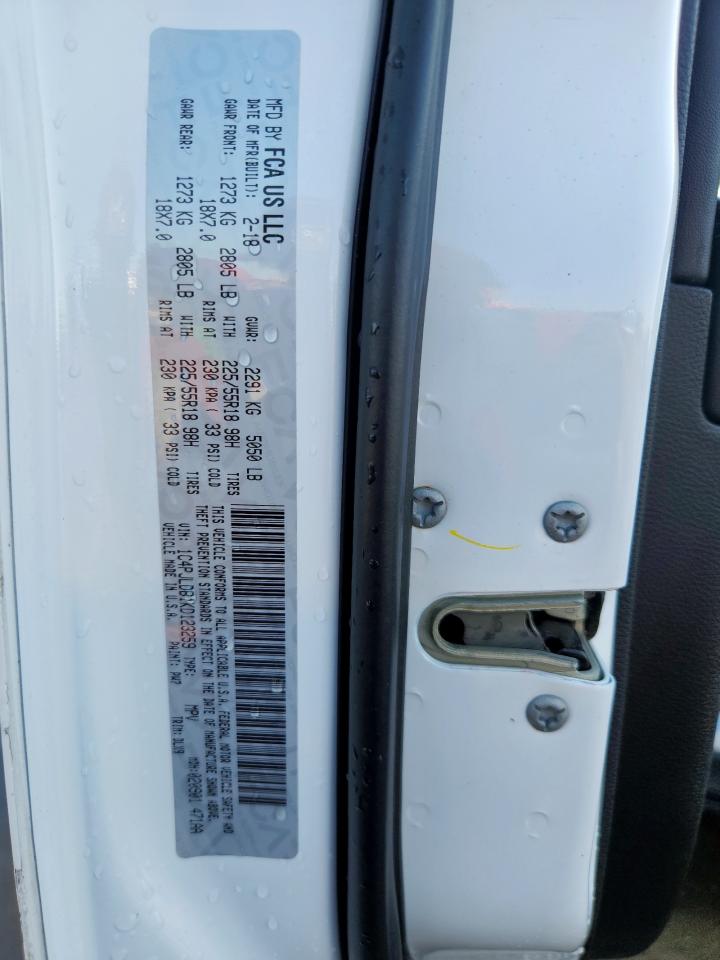 MFD BY FCA US LLC
DATE OF MFR(BUILT): 2-18 GVWR: 2291 KG 5050 LB
GAWR FRONT: 1273 KG 2805 LB WITH 225/55R18 98H TIRES
18X7.0 RIMS AT 230 KPA ( 33 PSI) COLD
GAWR REAR: 1273 KG 2805 LB WITH 225/55R18 98H TIRES
18X7.0 RIMS AT 230 KPA ( 33 PSI) COLD
THIS VEHICLE CONFORMS TO ALL APPLICABLE U.S.A. FEDERAL MOTOR VEHICLE SAFETY AND
THEFT PREVENTION STANDARDS IN EFFECT ON THE DATE OF MANUFACTURE SHOWN ABOVE.
VIN: 1C4PJLDB1KD123259 TYPE: MPV
VEHICLE MADE IN U.S.A. PAINT: PW7 TRIM: DLX9